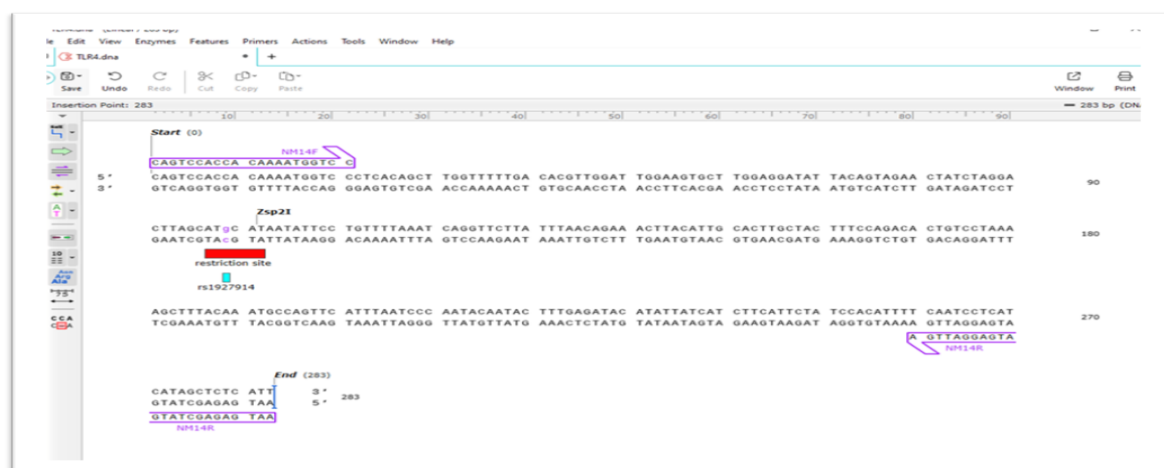 le Edit View Enzymes Features Primers Actions Tools Window Help
TLR4.dna +
Save Undo Redo Cut Copy Paste Window Print
Insertion Point: 283 283 bp (DN
10 20 30 40 50 60 70 80 90
Start (0)
NM14F
CAGTCCACCA CAAAATGGTC C
5' CAGTCCACCA CAAAATGGTC CCTCACAGCT TGGTTTTTGA CACGTTGGAT TGGAAGTGCT TGGAGGATAT TACAGTAGAA CTATCTAGGA 90
3' GTCAGGTGGT GTTTTACCAG GGAGTGTCGA ACCAAAAACT GTGCAACCTA ACCTTCACGA ACCTCCTATA ATGTCATCTT GATAGATCCT
Zsp2I
CTTAGCATgC ATAATATTCC TGTTTTAAAT CAGGTTCTTA TTTAACAGAA ACTTACATTG CACTTGCTAC TTTCCAGACA CTGTCCTAAA 180
GAATCGTAcG TATTATAAGG ACAAAATTTA GTCCAAGAAT AAATTGTCTT TGAATGTAAC GTGAACGATG AAAGGTCTGT GACAGGATTT
restriction site
rs1927914
AGCTTTACAA ATGCCAGTTC ATTTAATCCC AATACAATAC TTTGAGATAC ATATTATCAT CTTCATTCTA TCCACATTTT CAATCCTCAT 270
TCGAAATGTT TACGGTCAAG TAAATTAGGG TTATGTTATG AAACTCTATG TATAATAGTA GAAGTAAGAT AGGTGTAAAA GTTAGGAGTA
A GTTAGGAGTA
NM14R
End (283)
CATAGCTCTC ATT 3' 283
GTATCGAGAG TAA 5'
GTATCGAGAG TAA
NM14R